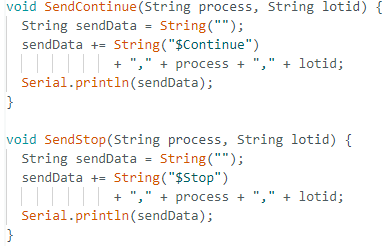 void SendContinue(String process, String lotid) {
  String sendData = String("");
  sendData += String("$Continue")
              + "," + process + "," + lotid;
  Serial.println(sendData);
}

void SendStop(String process, String lotid) {
  String sendData = String("");
  sendData += String("$Stop")
              + "," + process + "," + lotid;
  Serial.println(sendData);
}